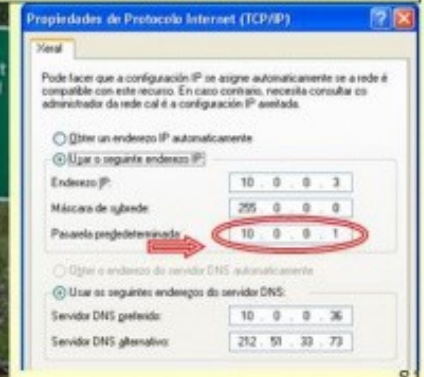 Propiedades de Protocolo Internet (TCP/IP)
Xeral
Pode facer que a configuración IP se asigne automaticamente se a rede é
compatible con este recurso. En caso contrario, necesita consultar co
administrador da rede cal é a configuración IP axeitada.
Obter un enderezo IP automaticamente
Usar o seguinte enderezo IP:
Enderezo IP: 10 . 0 . 0 . 3
Máscara de subrede: 255 0 0 0
Pasarela predeterminada: 10 0 0 1
Obter o enderezo do servidor DNS automaticamente
Usar os seguintes enderezos do servidor DNS:
Servidor DNS preferido: 10 . 0 . 0 . 36
Servidor DNS alternativo: 212 . 51 . 33 . 73